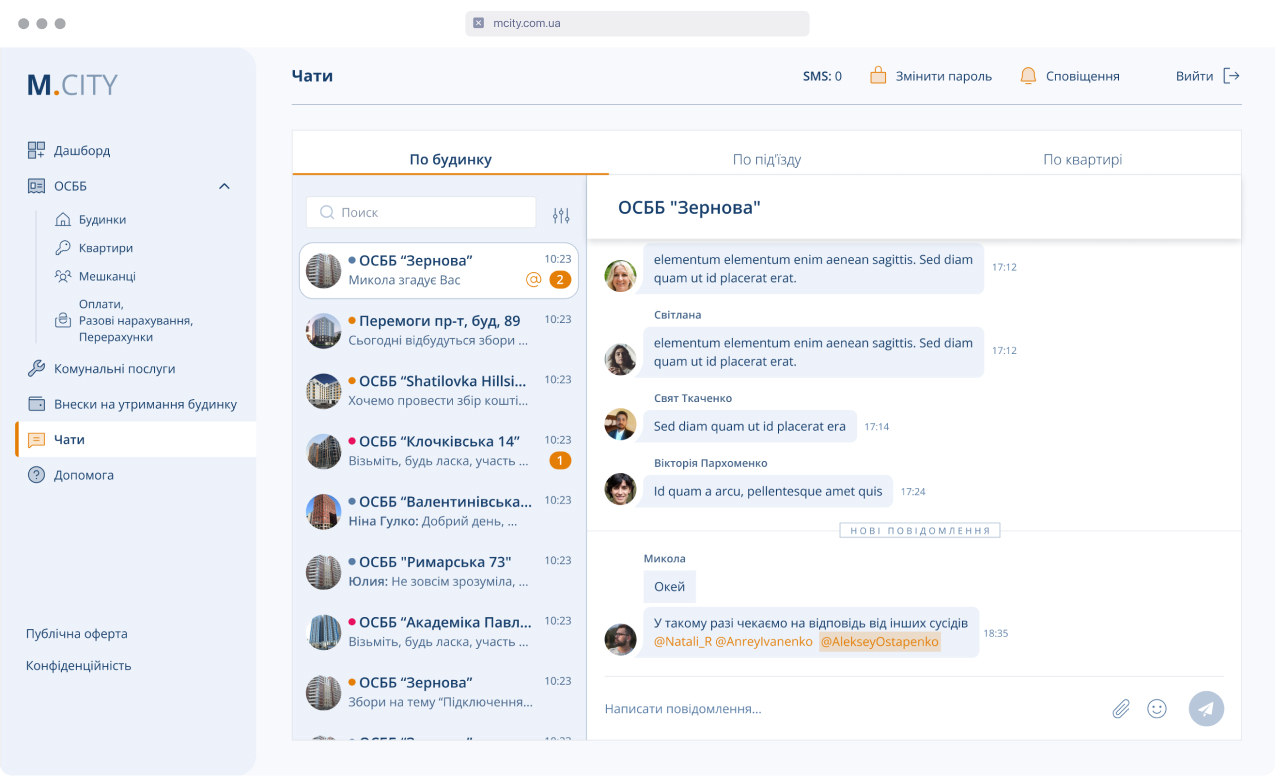 mcity.com.ua
M.CITY
Чати
SMS: 0
Змінити пароль
Сповіщення
Вийти
Дашборд
ОСББ
Будинки
Квартири
Мешканці
Оплати,
Разові нарахування,
Перерахунки
Комунальні послуги
Внески на утримання будинку
Чати
Допомога
Публічна оферта
Конфіденційність
По будинку
По під'їзду
По квартирі
Поиск
ОСББ “Зернова”
10:23
Микола згадує Вас
@ 2
Перемоги пр-т, буд, 89
10:23
Сьогодні відбудуться збори ...
ОСББ “Shatilovka Hillsi...
10:23
Хочемо провести збір кошті...
ОСББ “Клочківська 14”
10:23
Візьміть, будь ласка, участь ...
1
ОСББ “Валентинівська...
10:23
Ніна Гулко: Добрий день, ...
ОСББ "Римарська 73"
10:23
Юлия: Не зовсім зрозуміла, ...
ОСББ “Академіка Павл...
10:23
Візьміть, будь ласка, участь ...
ОСББ “Зернова”
10:23
Збори на тему “Підключення...
ОСББ "Зернова"
elementum elementum enim aenean sagittis. Sed diam
quam ut id placerat erat.
17:12
Світлана
elementum elementum enim aenean sagittis. Sed diam
quam ut id placerat erat.
17:12
Свят Ткаченко
Sed diam quam ut id placerat era
17:14
Вікторія Пархоменко
Id quam a arcu, pellentesque amet quis
17:24
НОВІ ПОВІДОМЛЕННЯ
Микола
Окей
У такому разі чекаємо на відповідь від інших сусідів
@Natali_R @AnreyIvanenko @AlekseyOstapenko
18:35
Написати повідомлення...